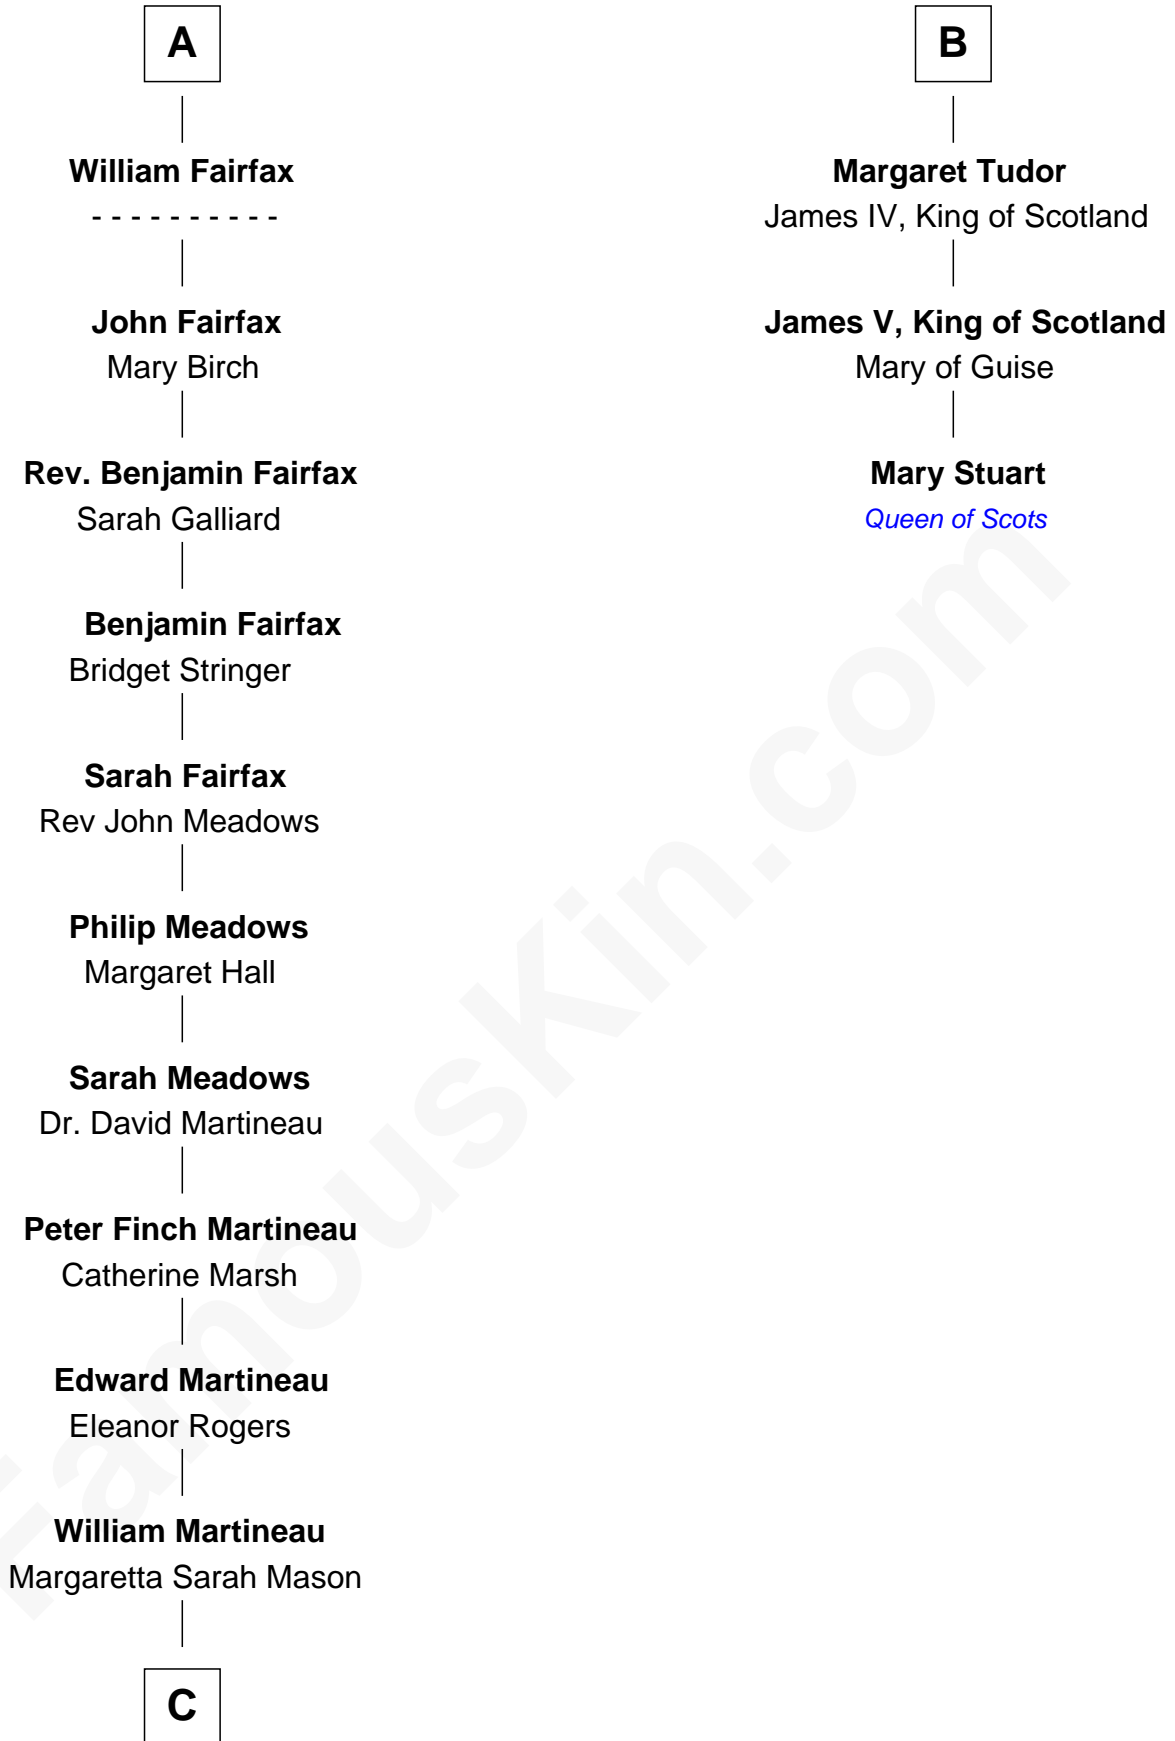 A
William Fairfax
- - - - - - - - - -
John Fairfax
Mary Birch
Rev. Benjamin Fairfax
Sarah Galliard
Benjamin Fairfax
Bridget Stringer
Sarah Fairfax
Rev John Meadows
Philip Meadows
Margaret Hall
Sarah Meadows
Dr. David Martineau
Peter Finch Martineau
Catherine Marsh
Edward Martineau
Eleanor Rogers
William Martineau
Margaretta Sarah Mason
C
B
Margaret Tudor
James IV, King of Scotland
James V, King of Scotland
Mary of Guise
Mary Stuart
Queen of Scots
FamousKin.com